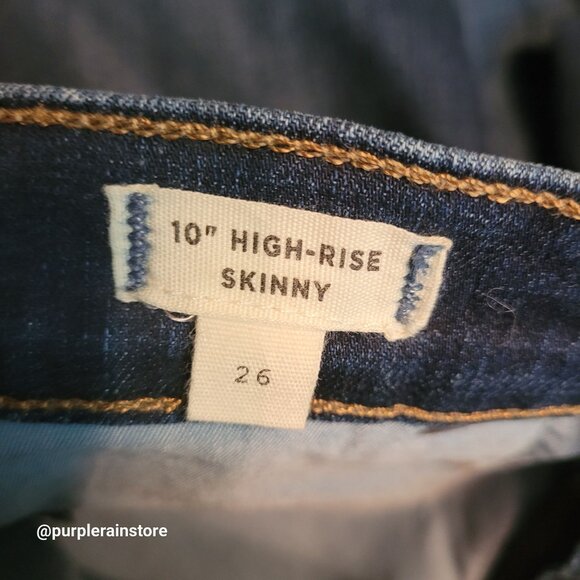 10" HIGH-RISE
SKINNY
26
@purplerainstore